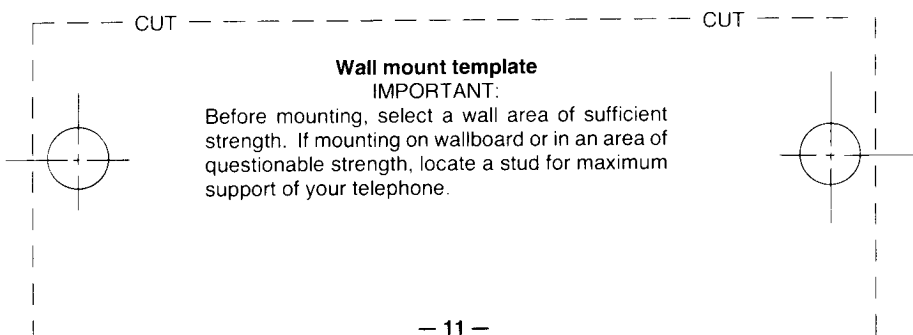 CUT CUT
Wall mount template
IMPORTANT:
Before mounting, select a wall area of sufficient
strength. If mounting on wallboard or in an area of
questionable strength, locate a stud for maximum
support of your telephone.
— 11 —